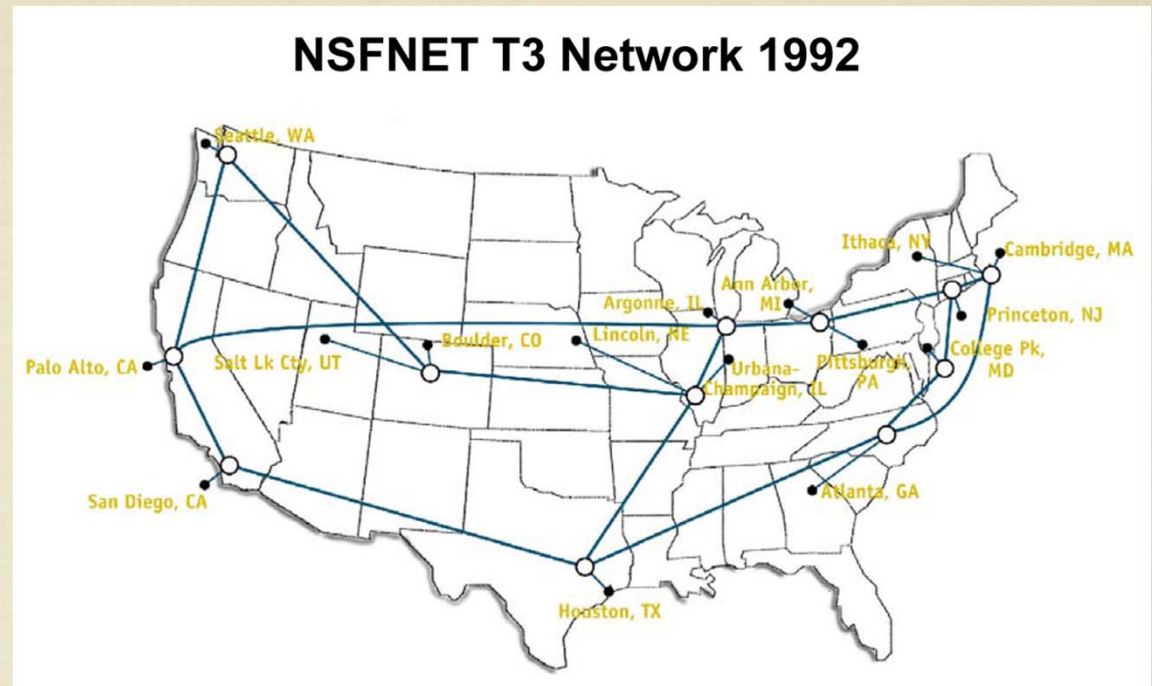 NSFNET T3 Network 1992
Seattle, WA
Ithaca, NY
Cambridge, MA
Ann Arbor,
MI
Argonne, IL
Princeton, NJ
Lincoln, NE
Boulder, CO
Salt Lk Cty, UT
Palo Alto, CA
College Pk,
MD
Pittsburgh,
PA
Urbana-
Champaign, IL
San Diego, CA
Atlanta, GA
Houston, TX